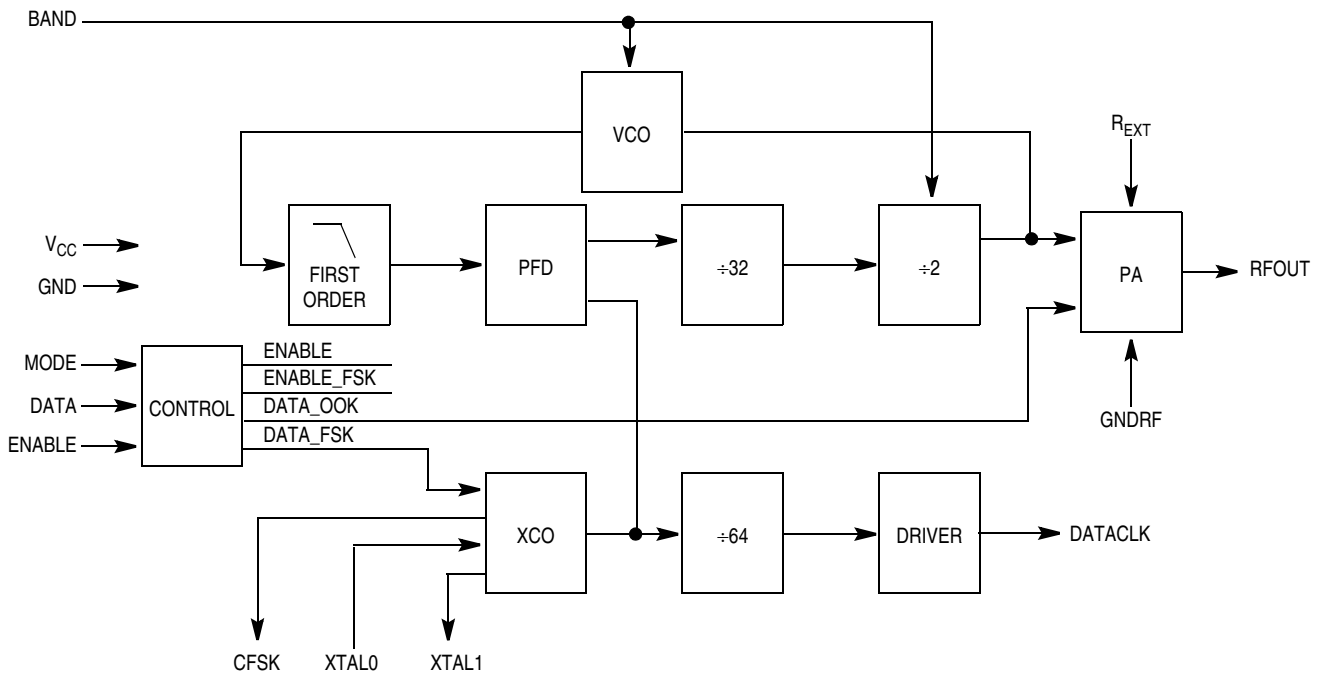 BAND
VCO
R_EXT
V_CC
GND
FIRST
ORDER
PFD
÷32
÷2
PA
RFOUT
MODE
DATA
ENABLE
CONTROL
ENABLE
ENABLE_FSK
DATA_OOK
DATA_FSK
GNDRF
XCO
÷64
DRIVER
DATACLK
CFSK
XTAL0
XTAL1